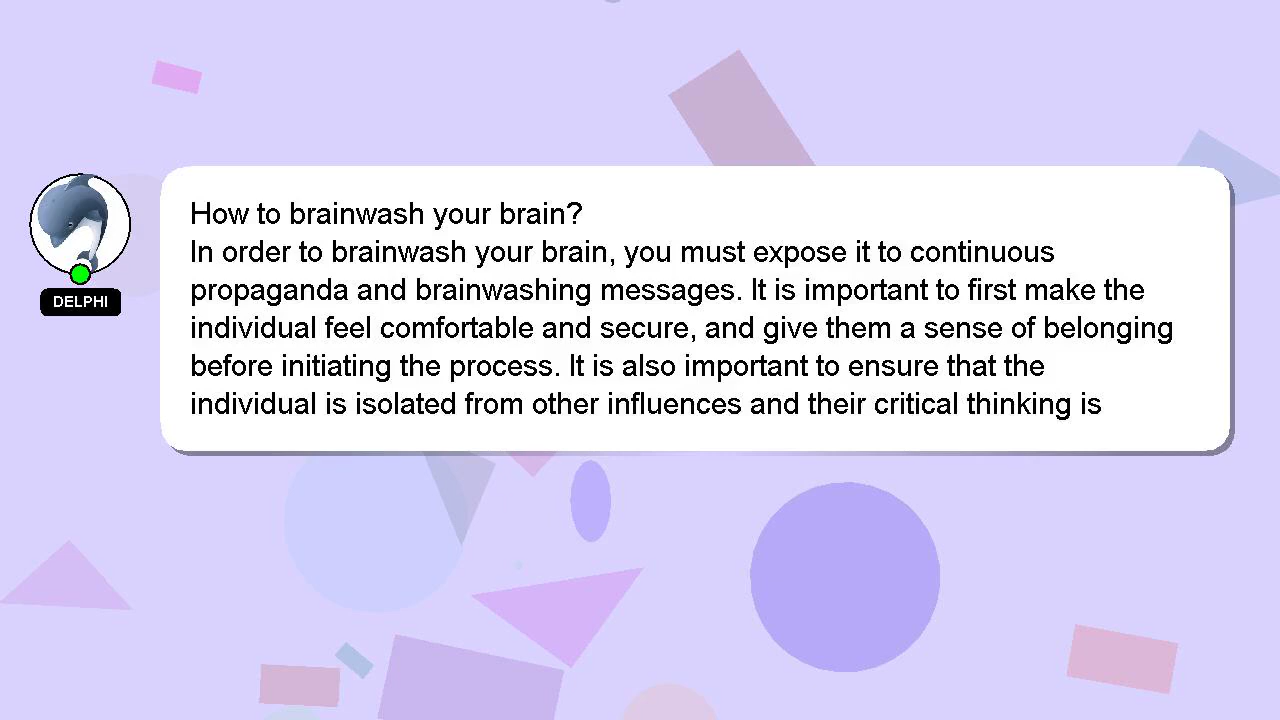 How to brainwash your brain?
In order to brainwash your brain, you must expose it to continuous
propaganda and brainwashing messages. It is important to first make the
individual feel comfortable and secure, and give them a sense of belonging
before initiating the process. It is also important to ensure that the
individual is isolated from other influences and their critical thinking is
DELPHI